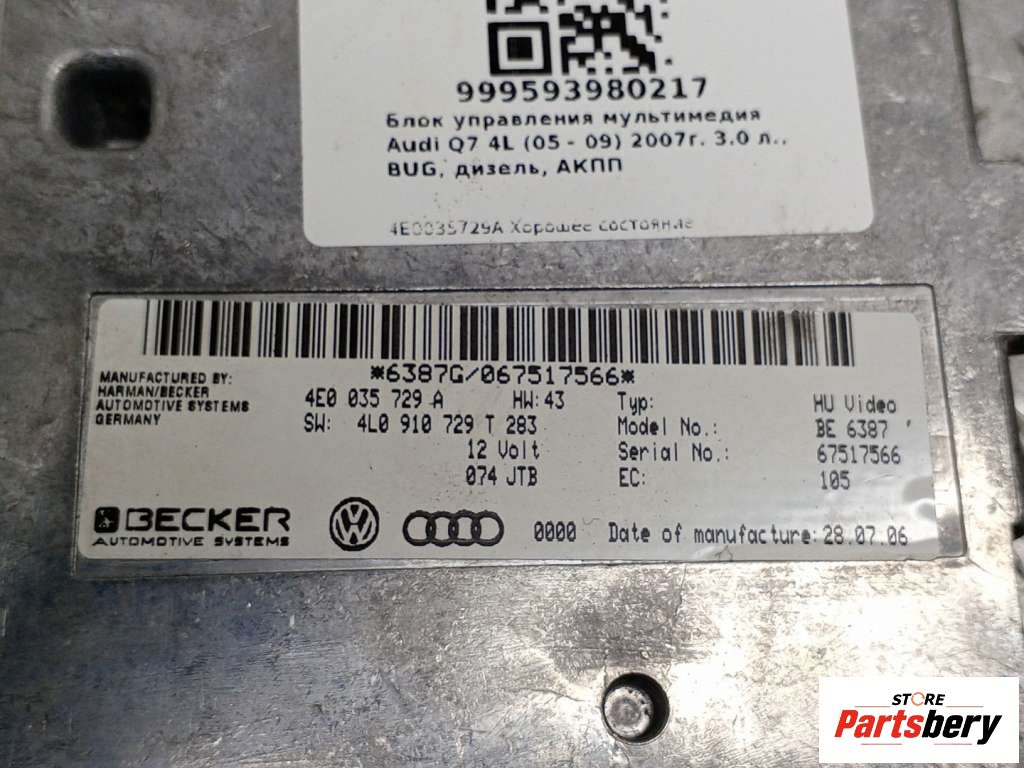 999593980217
Блок управления мультимедия
Audi Q7 4L (05 - 09) 2007г. 3.0 л.,
BUG, дизель, АКПП
4E0035729A Хорошее состояние
*6387G/067517566*
MANUFACTURED BY:
HARMAN/BECKER
AUTOMOTIVE SYSTEMS
GERMANY
4E0 035 729 A HW:43
SW: 4L0 910 729 T 283
12 Volt
074 JTB
Typ: HU Video
Model No.: BE 6387
Serial No.: 67517566
EC: 105
BECKER
AUTOMOTIVE SYSTEMS
0000 Date of manufacture: 28.07.06
STORE
Partsbery